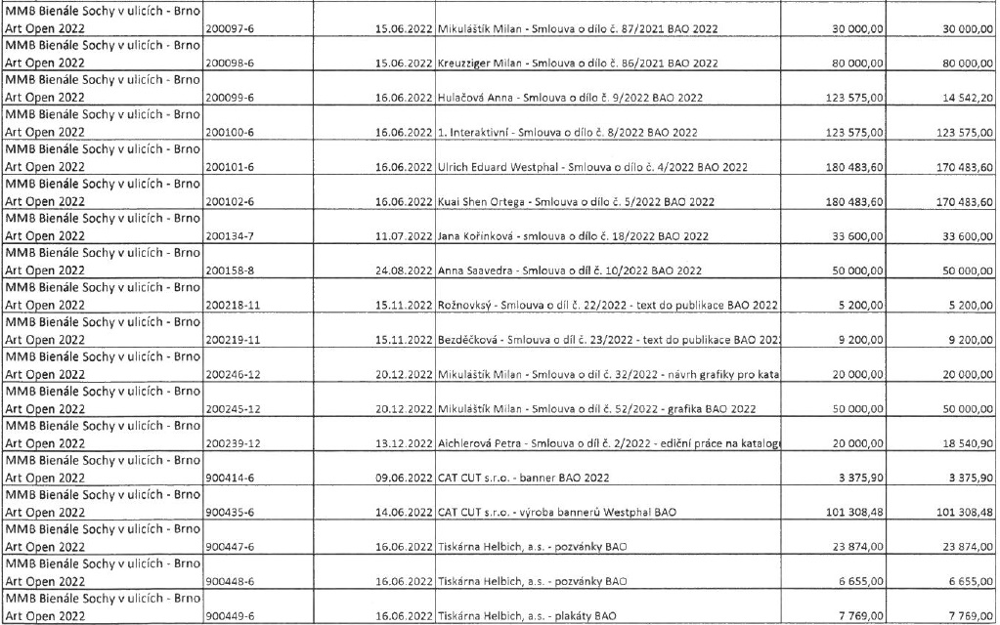 MMB Bienále Sochy v ulicích - Brno
Art Open 2022 200097-6 15.06.2022 Mikuláštík Milan - Smlouva o dílo č. 87/2021 BAO 2022 30 000,00 30 000,00
MMB Bienále Sochy v ulicích - Brno
Art Open 2022 200098-6 15.06.2022 Kreuzziger Milan - Smlouva o dílo č. 86/2021 BAO 2022 80 000,00 80 000,00
MMB Bienále Sochy v ulicích - Brno
Art Open 2022 200099-6 16.06.2022 Hulačová Anna - Smlouva o dílo č. 9/2022 BAO 2022 123 575,00 14 542,20
MMB Bienále Sochy v ulicích - Brno
Art Open 2022 200100-6 16.06.2022 1. Interaktivní - Smlouva o dílo č. 8/2022 BAO 2022 123 575,00 123 575,00
MMB Bienále Sochy v ulicích - Brno
Art Open 2022 200101-6 16.06.2022 Ulrich Eduard Westphal - Smlouva o dílo č. 4/2022 BAO 2022 180 483,60 170 483,60
MMB Bienále Sochy v ulicích - Brno
Art Open 2022 200102-6 16.06.2022 Kuai Shen Ortega - Smlouva o dílo č. 5/2022 BAO 2022 180 483,60 170 483,60
MMB Bienále Sochy v ulicích - Brno
Art Open 2022 200134-7 11.07.2022 Jana Kořínková - smlouva o dílo č. 18/2022 BAO 2022 33 600,00 33 600,00
MMB Bienále Sochy v ulicích - Brno
Art Open 2022 200158-8 24.08.2022 Anna Saavedra - Smlouva o díl č. 10/2022 BAO 2022 50 000,00 50 000,00
MMB Bienále Sochy v ulicích - Brno
Art Open 2022 200218-11 15.11.2022 Rožnovksý - Smlouva o díl č. 22/2022 - text do publikace BAO 2022 5 200,00 5 200,00
MMB Bienále Sochy v ulicích - Brno
Art Open 2022 200219-11 15.11.2022 Bezděčková - Smlouva o díl č. 23/2022 - text do publikace BAO 202 9 200,00 9 200,00
MMB Bienále Sochy v ulicích - Brno
Art Open 2022 200246-12 20.12.2022 Mikuláštík Milan - Smlouva o díl č. 32/2022 - návrh grafiky pro kata 20 000,00 20 000,00
MMB Bienále Sochy v ulicích - Brno
Art Open 2022 200245-12 20.12.2022 Mikuláštík Milan - Smlouva o díl č. 52/2022 - grafika BAO 2022 50 000,00 50 000,00
MMB Bienále Sochy v ulicích - Brno
Art Open 2022 200239-12 13.12.2022 Aichlerová Petra - Smlouva o díl č. 2/2022 - ediční práce na katalog 20 000,00 18 540,90
MMB Bienále Sochy v ulicích - Brno
Art Open 2022 900414-6 09.06.2022 CAT CUT s.r.o. - banner BAO 2022 3 375,90 3 375,90
MMB Bienále Sochy v ulicích - Brno
Art Open 2022 900435-6 14.06.2022 CAT CUT s.r.o. - výroba bannerů Westphal BAO 101 308,48 101 308,48
MMB Bienále Sochy v ulicích - Brno
Art Open 2022 900447-6 16.06.2022 Tiskárna Helbich, a.s. - pozvánky BAO 23 874,00 23 874,00
MMB Bienále Sochy v ulicích - Brno
Art Open 2022 900448-6 16.06.2022 Tiskárna Helbich, a.s. - pozvánky BAO 6 655,00 6 655,00
MMB Bienále Sochy v ulicích - Brno
Art Open 2022 900449-6 16.06.2022 Tiskárna Helbich, a.s. - plakáty BAO 7 769,00 7 769,00